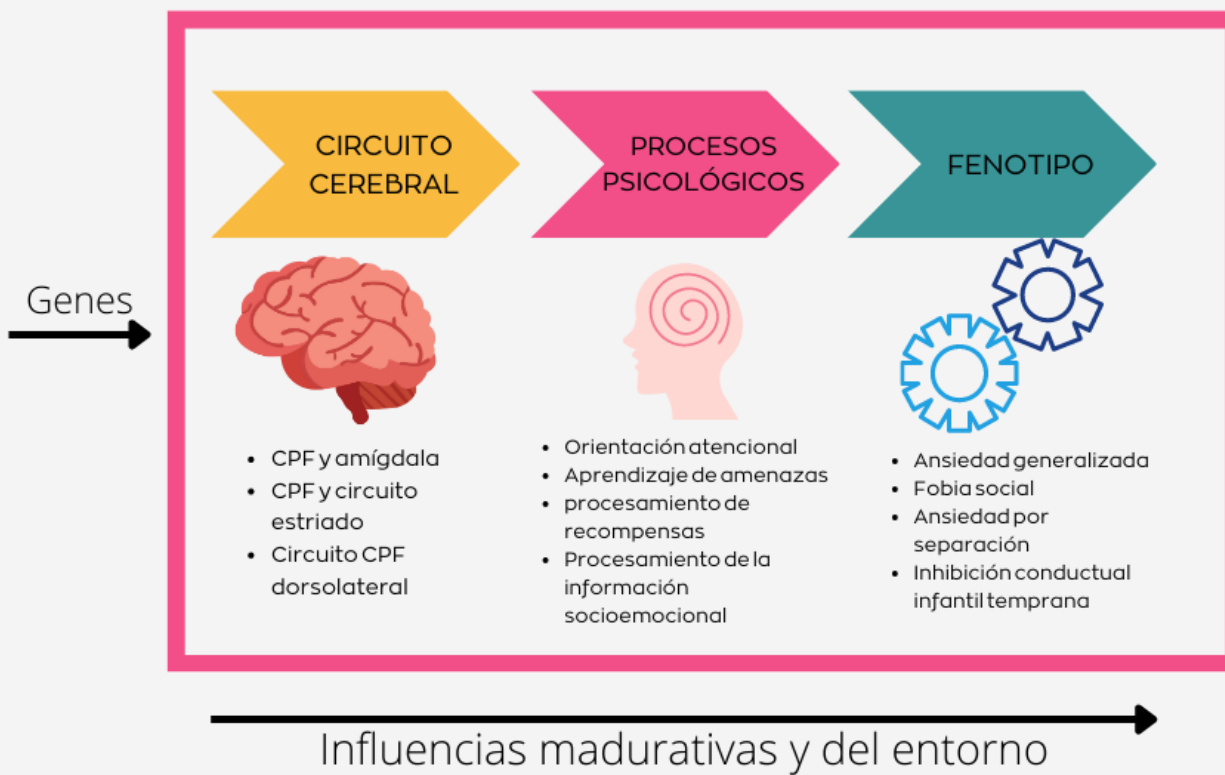 Genes
CIRCUITO
CEREBRAL
• CPF y amígdala
• CPF y circuito
estriado
• Circuito CPF
dorsolateral
PROCESOS
PSICOLÓGICOS
• Orientación atencional
• Aprendizaje de amenazas
• procesamiento de
recompensas
• Procesamiento de la
información
socioemocional
FENOTIPO
• Ansiedad generalizada
• Fobia social
• Ansiedad por
separación
• Inhibición conductual
infantil temprana
Influencias madurativas y del entorno